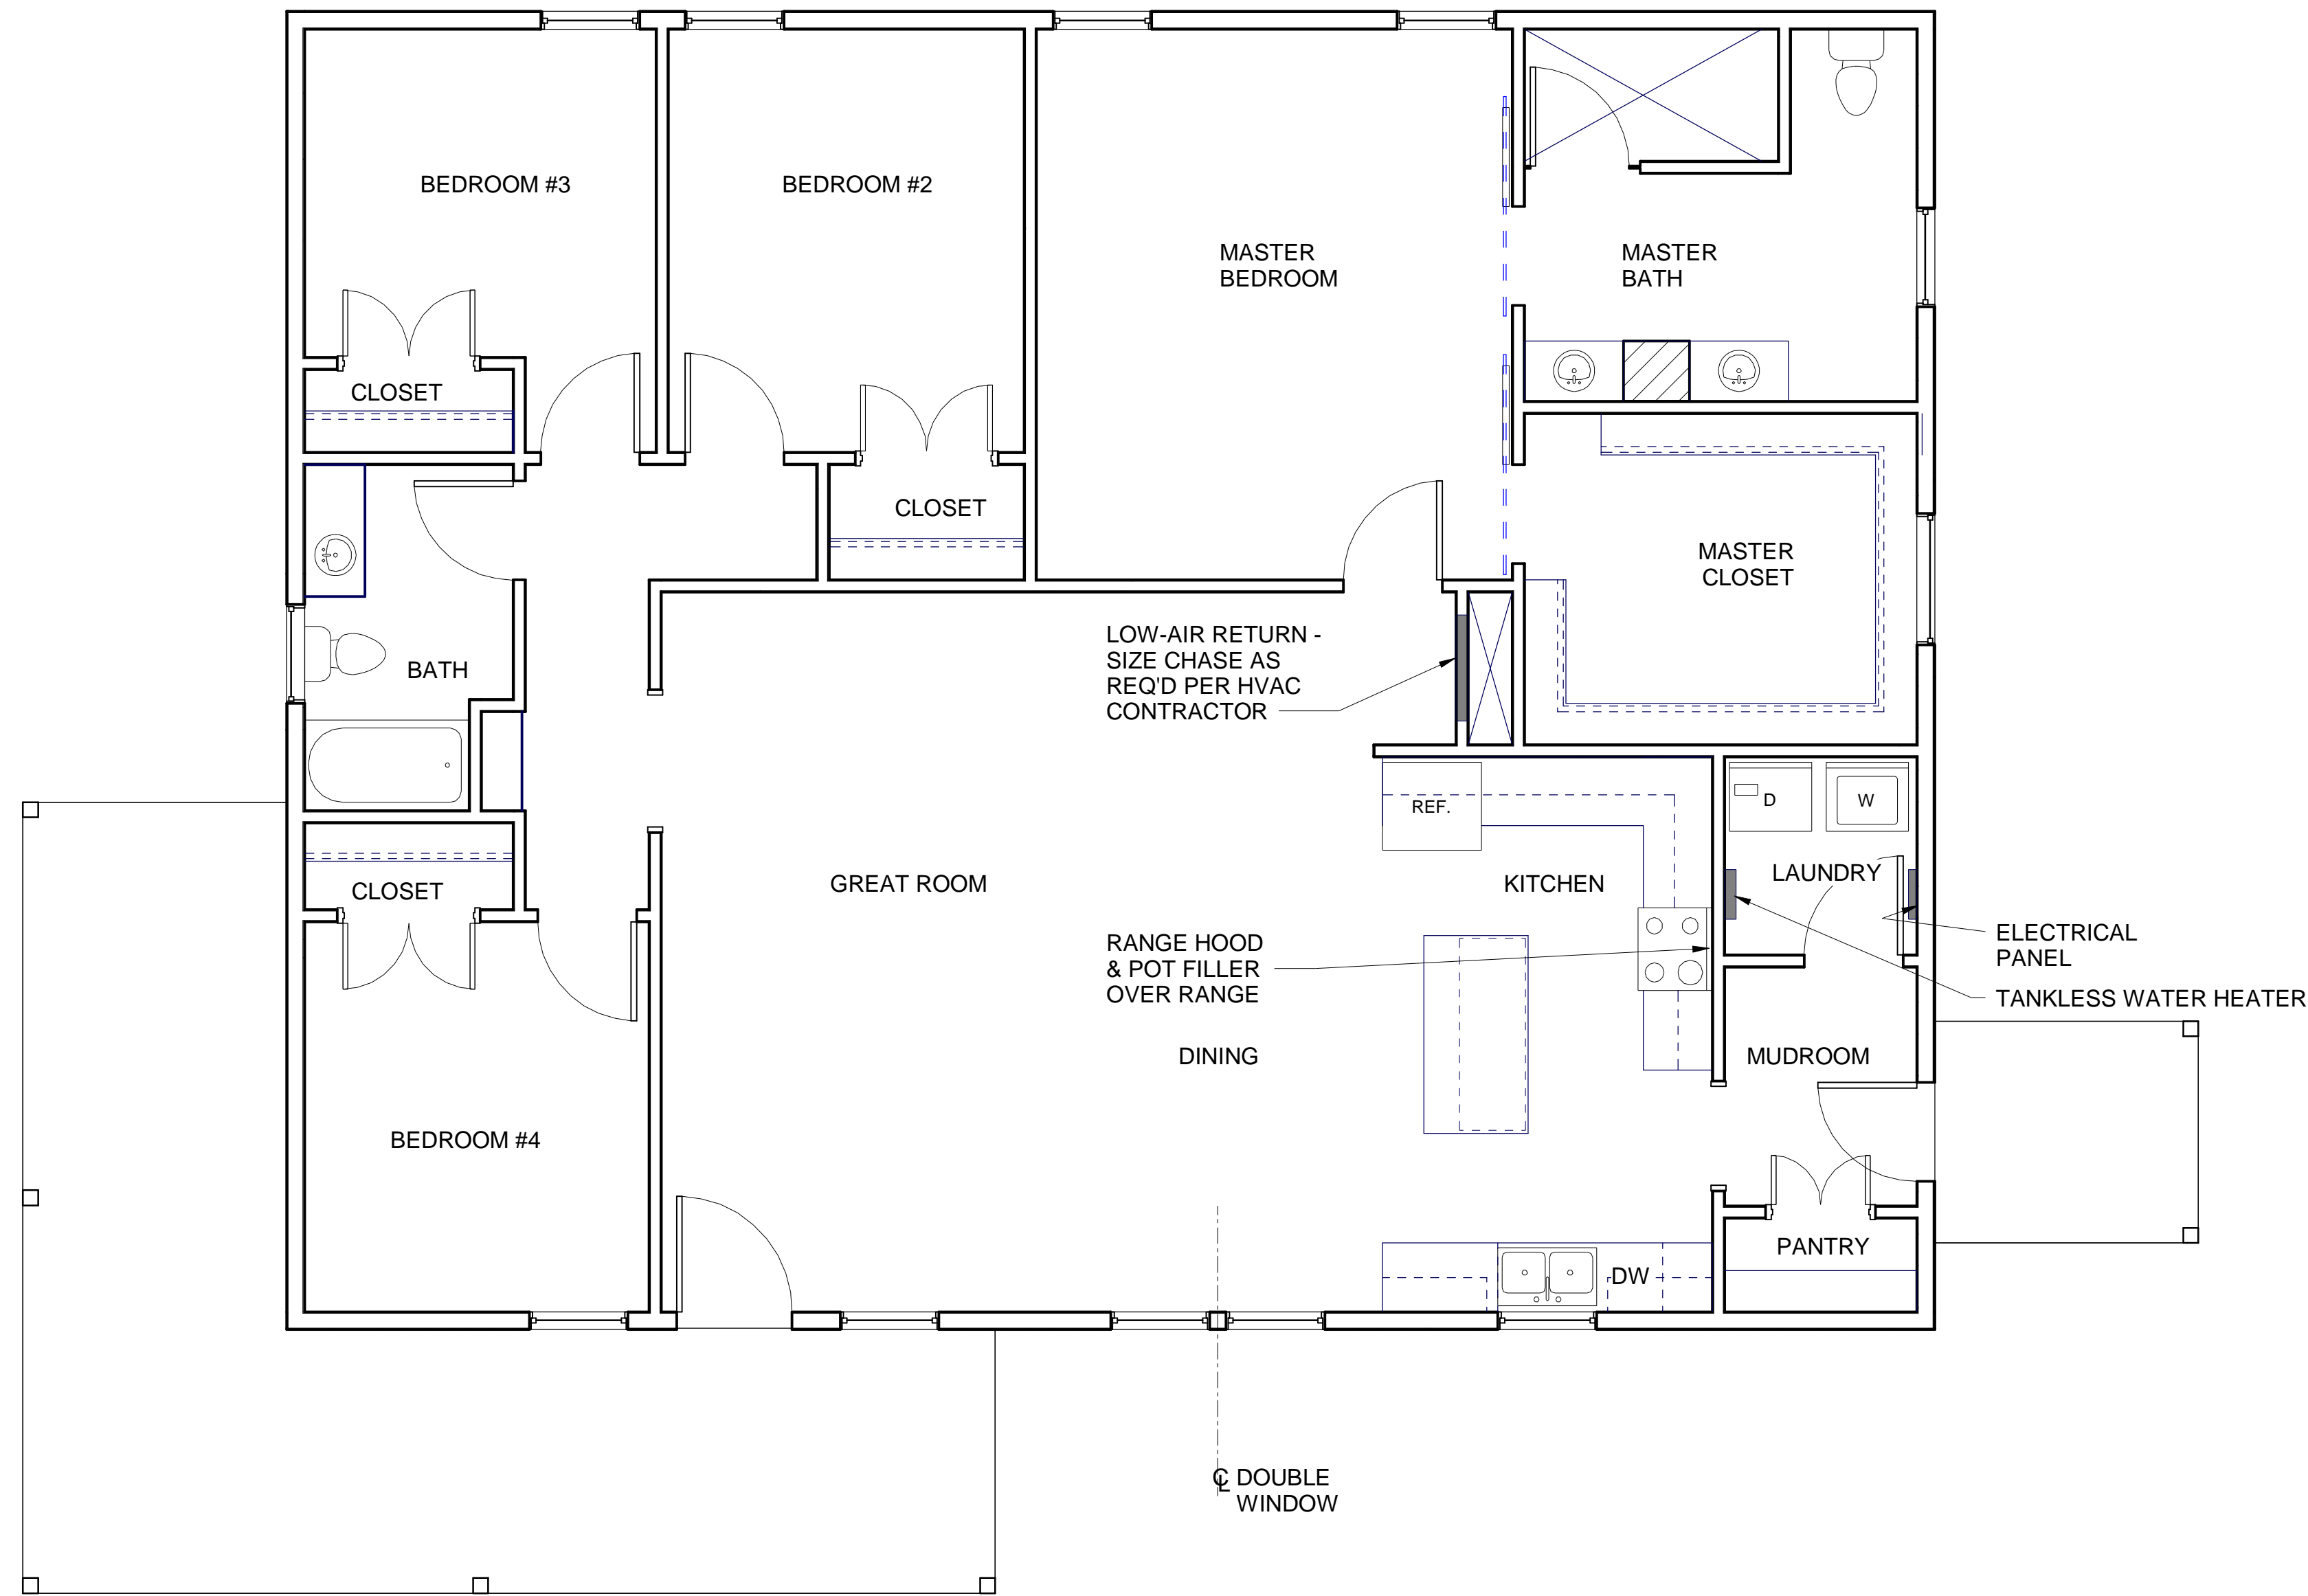 BEDROOM #3
BEDROOM #2
MASTER
BEDROOM
MASTER
BATH
CLOSET
CLOSET
MASTER
CLOSET
LOW-AIR RETURN -
SIZE CHASE AS
REQ'D PER HVAC
CONTRACTOR
BATH
REF.
D
W
CLOSET
GREAT ROOM
KITCHEN
LAUNDRY
RANGE HOOD
& POT FILLER
OVER RANGE
ELECTRICAL
PANEL
TANKLESS WATER HEATER
DINING
MUDROOM
BEDROOM #4
PANTRY
DW
℄ DOUBLE
WINDOW